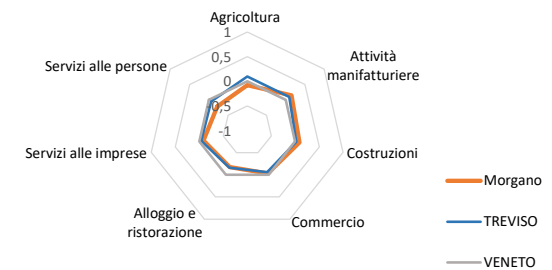 Agricoltura
1
0,5
0
0,5
-1
Attività
manifatturiere
Costruzioni
Commercio
Alloggio e
ristorazione
Servizi alle imprese
Servizi alle persone
Morgano
TREVISO
VENETO